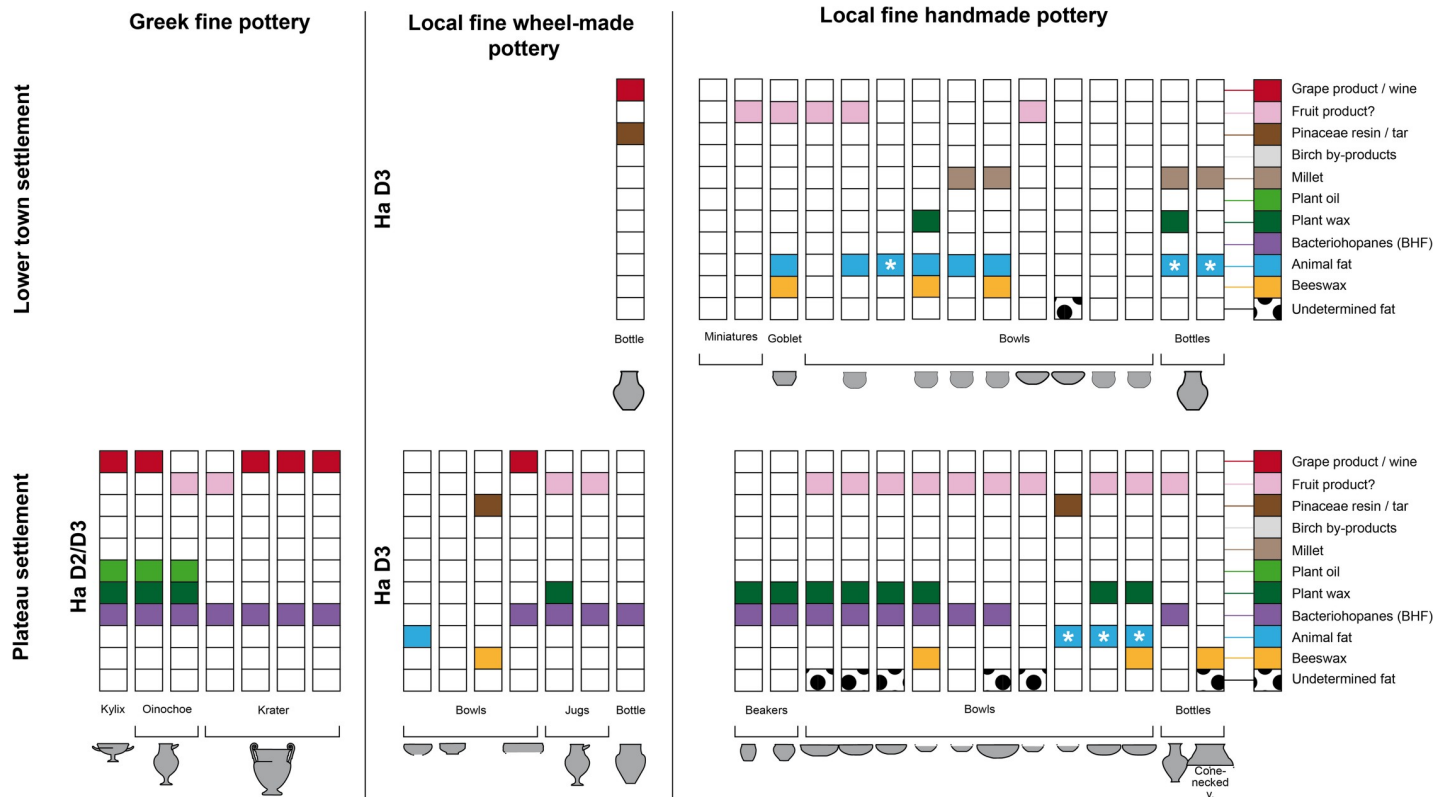 Greek fine pottery
Local fine wheel-made
pottery
Local fine handmade pottery
Lower town settlement
Ha D3
Bottle
Miniatures
Goblet
Bowls
Bottles
*
*
*
Grape product / wine
Fruit product?
Pinaceae resin / tar
Birch by-products
Millet
Plant oil
Plant wax
Bacteriohopanes (BHF)
Animal fat
Beeswax
Undetermined fat
Plateau settlement
Ha D2/D3
Kylix
Oinochoe
Krater
Ha D3
Bowls
Jugs
Bottle
Beakers
Bowls
Bottles
Cone-
necked
v.
*
*
*
Grape product / wine
Fruit product?
Pinaceae resin / tar
Birch by-products
Millet
Plant oil
Plant wax
Bacteriohopanes (BHF)
Animal fat
Beeswax
Undetermined fat